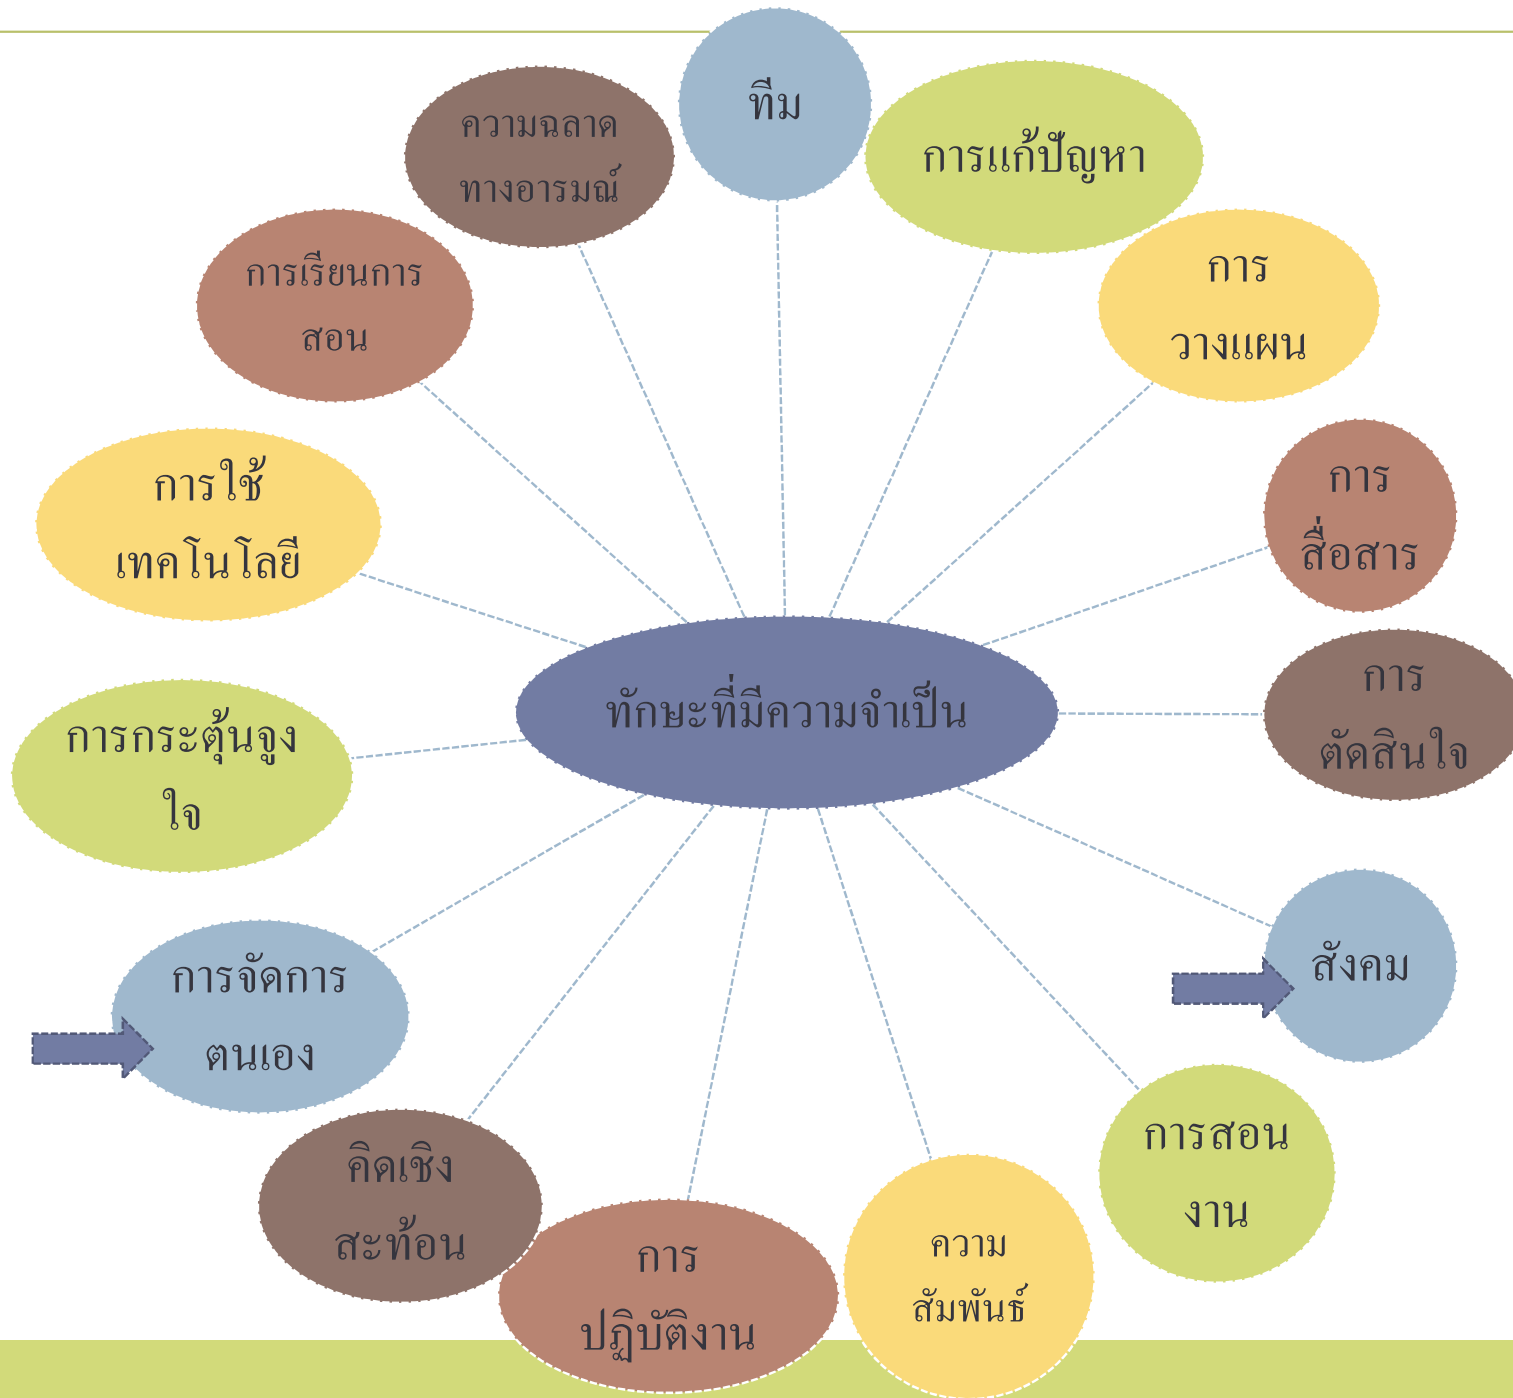 ทีม
การแก้ปัญหา
การ
วางแผน
การ
สื่อสาร
การ
ตัดสินใจ
สังคม
การสอน
งาน
ความ
สัมพันธ์
การ
ปฏิบัติงาน
คิดเชิง
สะท้อน
การจัดการ
ตนเอง
การกระตุ้นจูง
ใจ
การใช้
เทคโนโลยี
การเรียนการ
สอน
ความฉลาด
ทางอารมณ์
ทักษะที่มีความจำเป็น